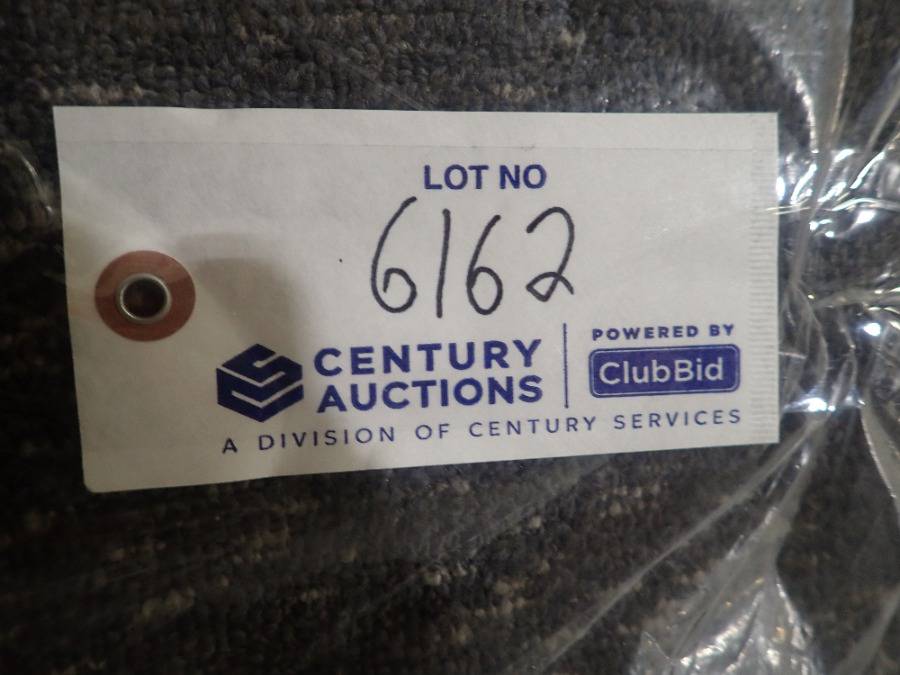 LOT NO
6162
CENTURY AUCTIONS
POWERED BY
ClubBid
A DIVISION OF CENTURY SERVICES